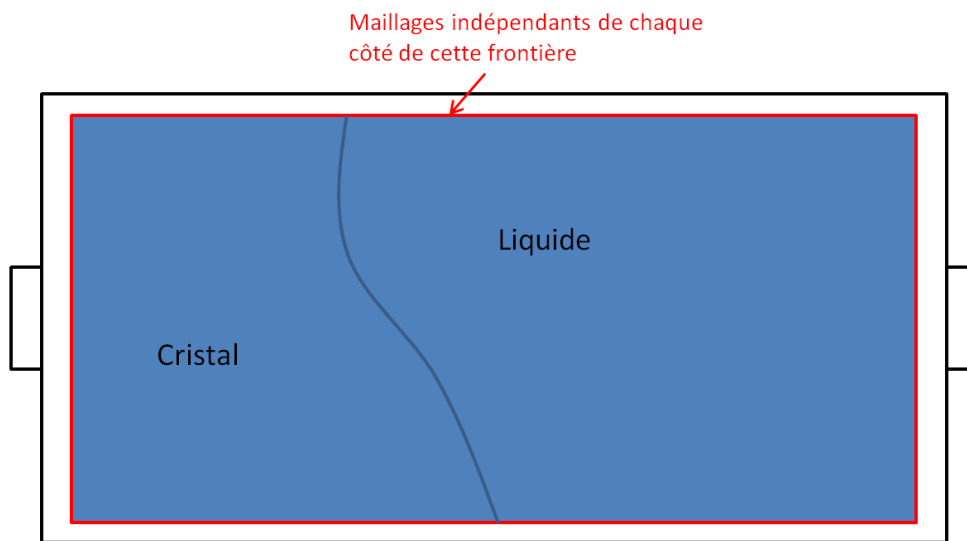 Maillages indépendants de chaque
côté de cette frontière
Liquide
Cristal